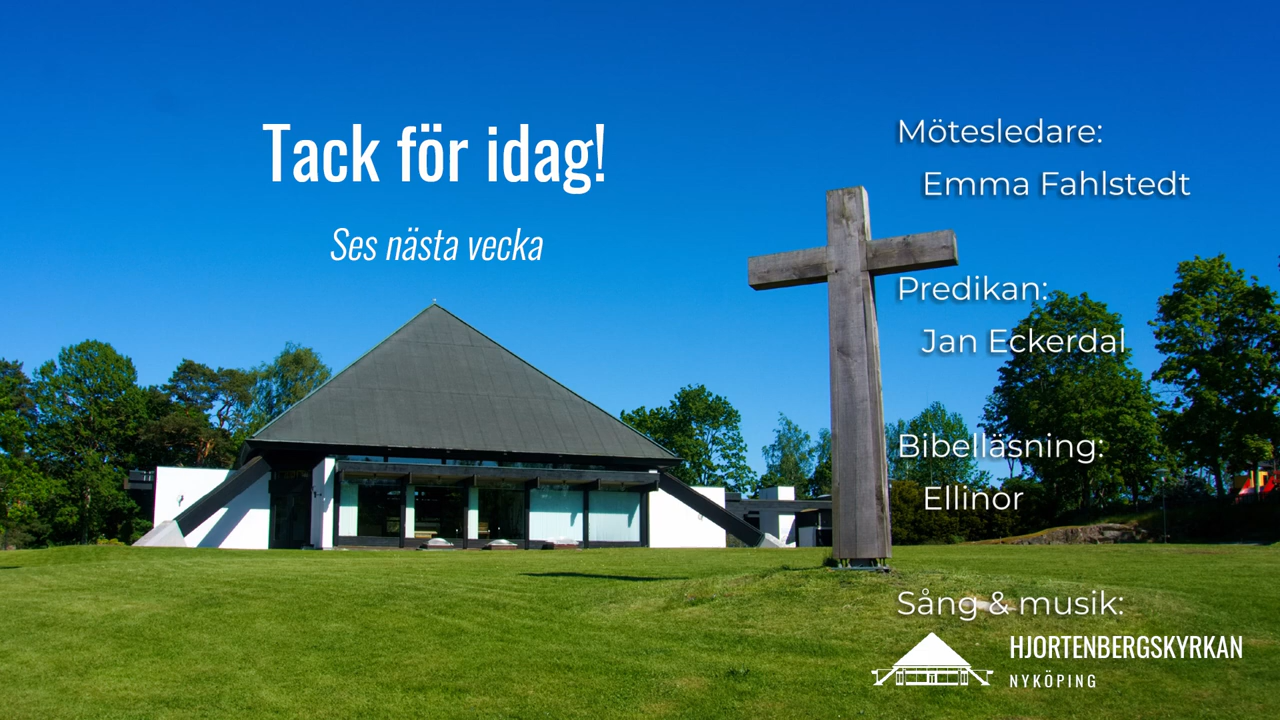 Tack för idag!
Ses nästa vecka
Mötesledare:
Emma Fahlstedt
Predikan:
Jan Eckerdal
Bibelläsning:
Ellinor
Sång & musik:
HJORTENBERGSKYRKAN
NYKÖPING